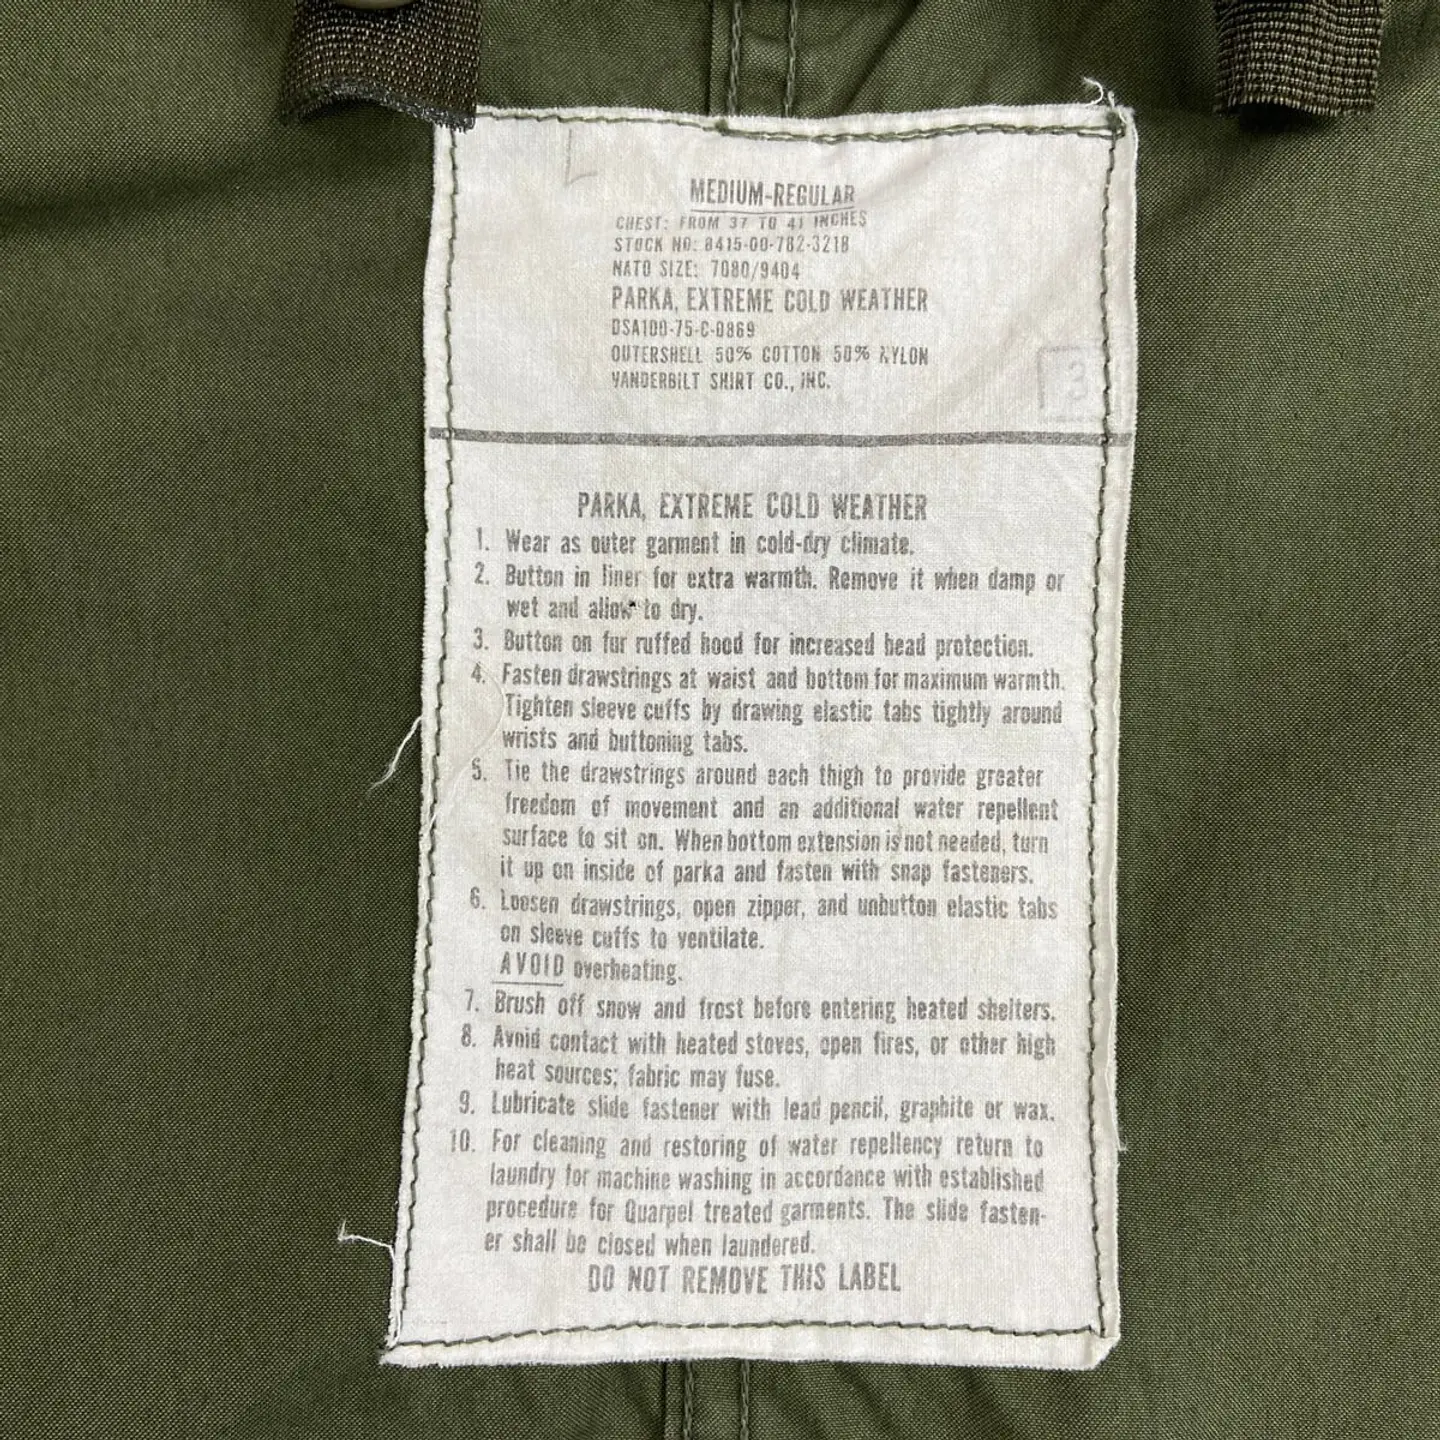 MEDIUM-REGULAR
CHEST: FROM 37 TO 41 INCHES
STOCK NO: 8415-00-782-3218
NATO SIZE: 7080/9404
PARKA, EXTREME COLD WEATHER
DSA100-75-C-0869
OUTERSHELL 50% COTTON 50% NYLON
VANDERBILT SHIRT CO., INC.
3
PARKA, EXTREME COLD WEATHER
1. Wear as outer garment in cold-dry climate.
2. Button in liner for extra warmth. Remove it when damp or
wet and allow to dry.
3. Button on fur ruffed hood for increased head protection.
4. Fasten drawstrings at waist and bottom for maximum warmth.
Tighten sleeve cuffs by drawing elastic tabs tightly around
wrists and buttoning tabs.
5. Tie the drawstrings around each thigh to provide greater
freedom of movement and an additional water repellent
surface to sit on. When bottom extension is not needed, turn
it up on inside of parka and fasten with snap fasteners.
6. Loosen drawstrings, open zipper, and unbutton elastic tabs
on sleeve cuffs to ventilate.
AVOID overheating.
7. Brush off snow and frost before entering heated shelters.
8. Avoid contact with heated stoves, open fires, or other high
heat sources; fabric may fuse.
9. Lubricate slide fastener with lead pencil, graphite or wax.
10. For cleaning and restoring of water repellency return to
laundry for machine washing in accordance with established
procedure for Quarpel treated garments. The slide fasten-
er shall be closed when laundered.
DO NOT REMOVE THIS LABEL